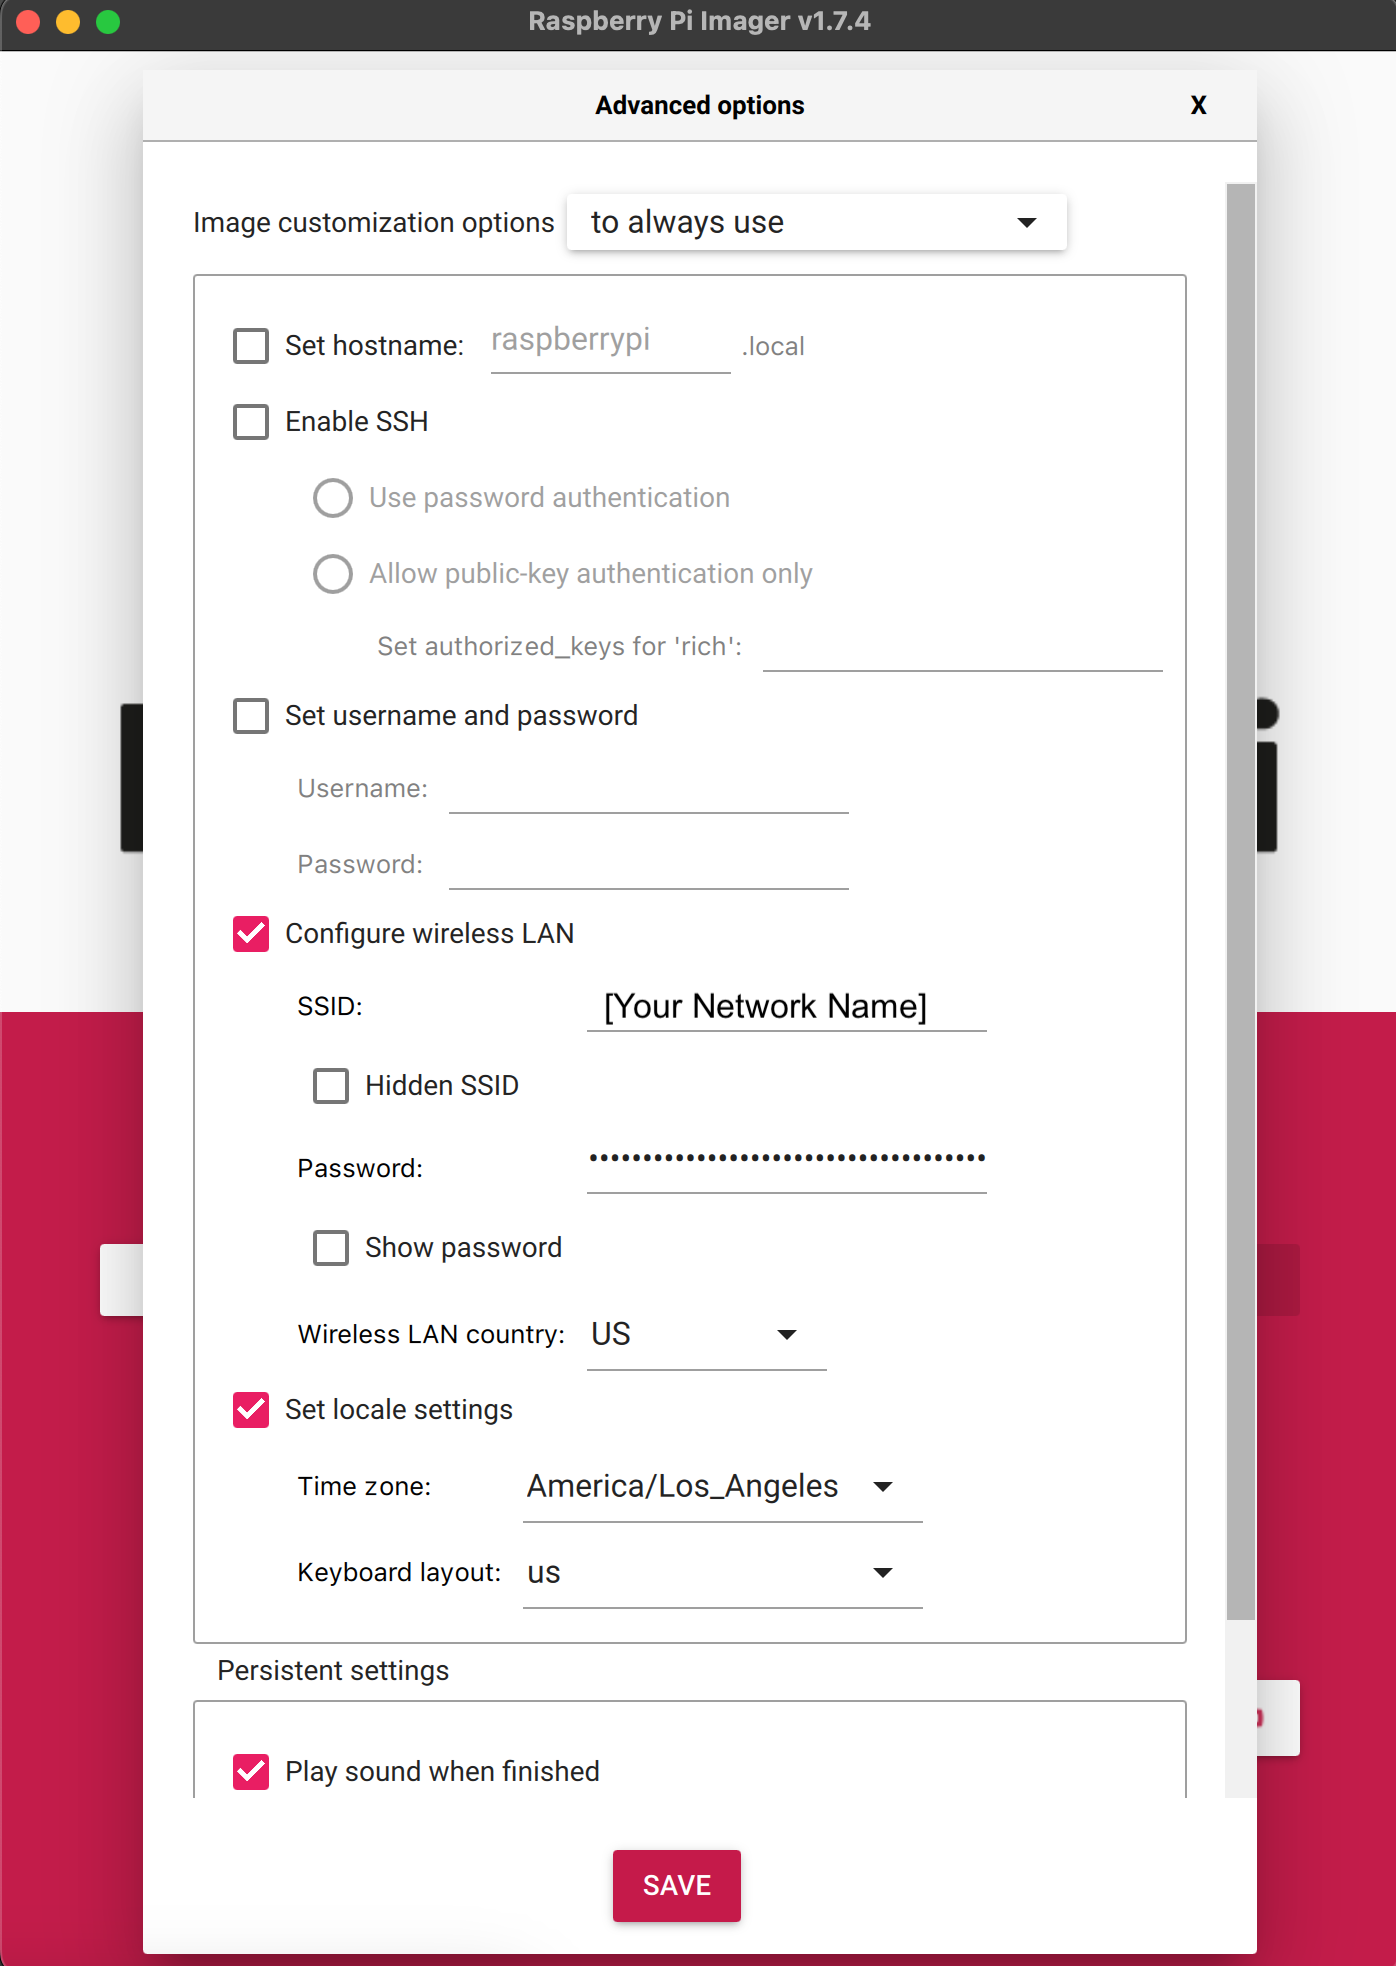 Raspberry Pi Imager v1.7.4
Advanced options X
Image customization options to always use
Set hostname: raspberrypi .local
Enable SSH
Use password authentication
Allow public-key authentication only
Set authorized_keys for 'rich':
Set username and password
Username:
Password:
Configure wireless LAN
SSID: [Your Network Name]
Hidden SSID
Password: •••••••••••••••••••••••••••••••••••••
Show password
Wireless LAN country: US
Set locale settings
Time zone: America/Los_Angeles
Keyboard layout: us
Persistent settings
Play sound when finished
SAVE